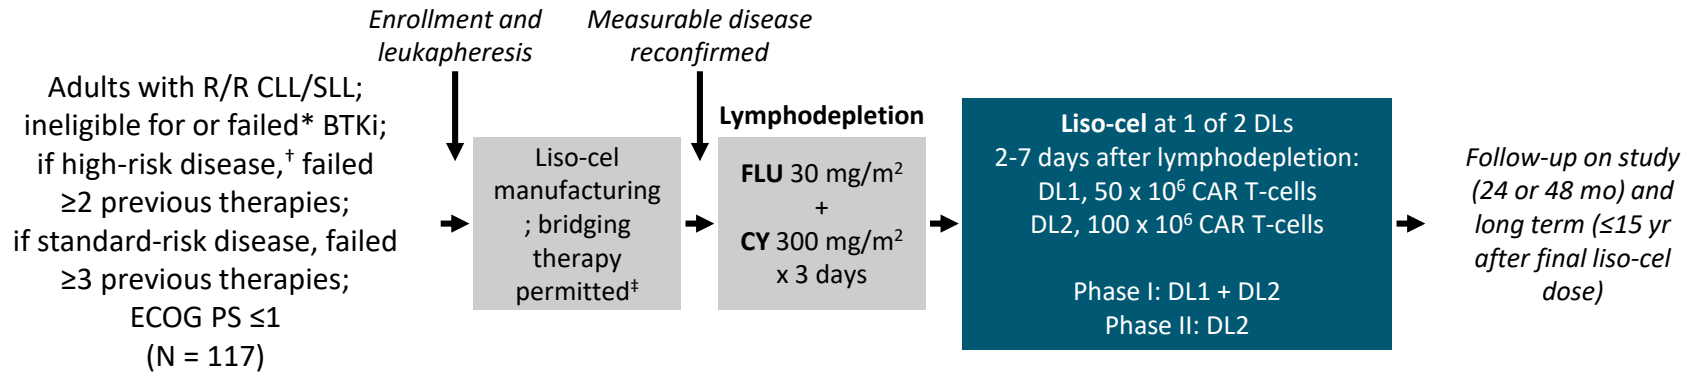 Enrollment and
leukapheresis
Measurable disease
reconfirmed
Adults with R/R CLL/SLL;
ineligible for or failed* BTKi;
if high-risk disease,† failed
≥2 previous therapies;
if standard-risk disease, failed
≥3 previous therapies;
ECOG PS ≤1
(N = 117)
Liso-cel
manufacturing
; bridging
therapy
permitted‡
Lymphodepletion
FLU 30 mg/m²
+
CY 300 mg/m²
x 3 days
Liso-cel at 1 of 2 DLs
2-7 days after lymphodepletion:
DL1, 50 x 10⁶ CAR T-cells
DL2, 100 x 10⁶ CAR T-cells
Phase I: DL1 + DL2
Phase II: DL2
Follow-up on study
(24 or 48 mo) and
long term (≤15 yr
after final liso-cel
dose)